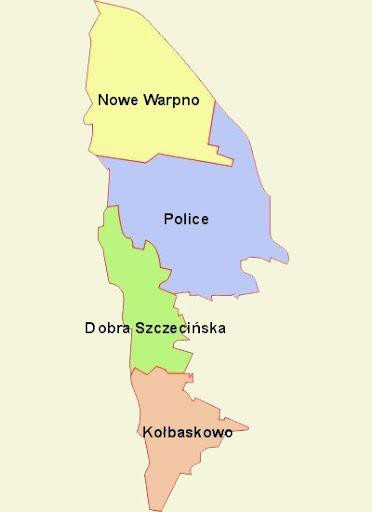 Nowe Warpno
Police
Dobra Szczecińska
Kołbaskowo